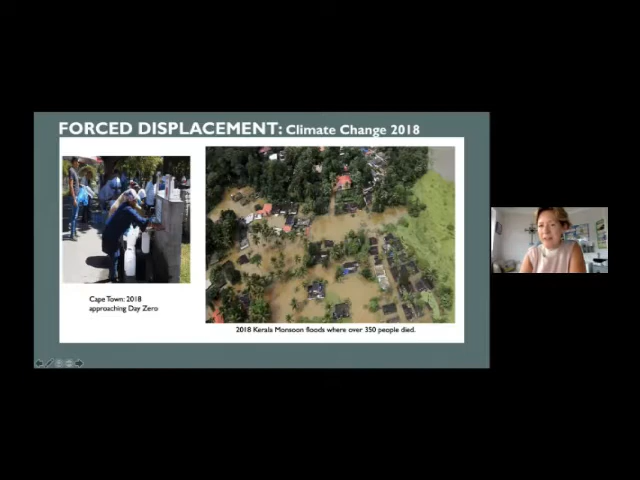 FORCED DISPLACEMENT: Climate Change 2018
Cape Town: 2018
approaching Day Zero
2018 Kerala Monsoon floods where over 350 people died.